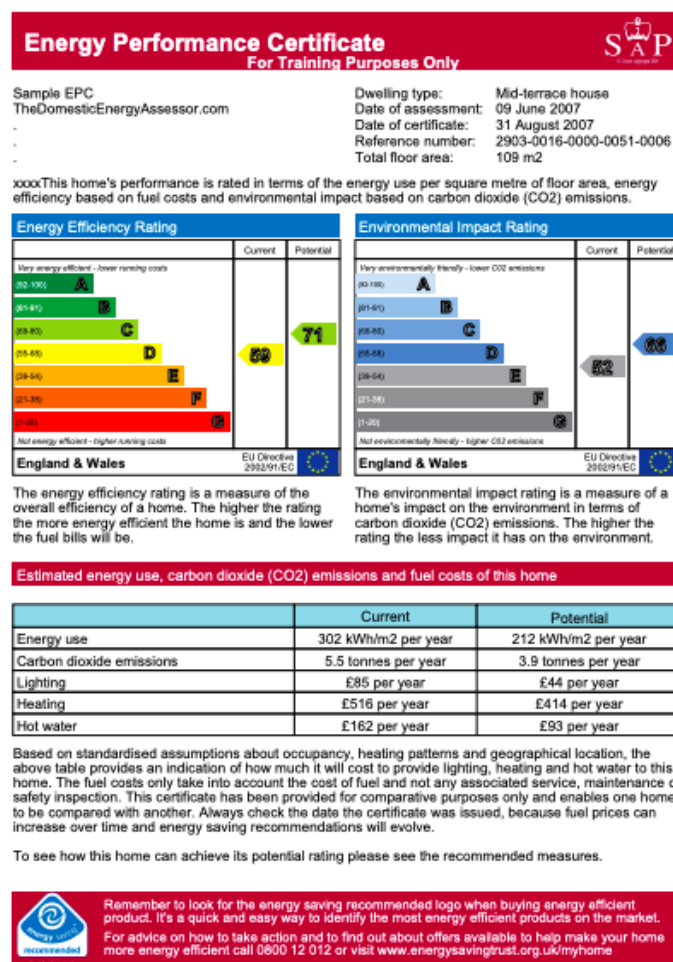 Energy Performance Certificate
For Training Purposes Only
SAP
Sample EPC
TheDomesticEnergyAssessor.com
.
.
.
Dwelling type: Mid-terrace house
Date of assessment: 09 June 2007
Date of certificate: 31 August 2007
Reference number: 2903-0016-0000-0051-0006
Total floor area: 109 m2
xxxxThis home's performance is rated in terms of the energy use per square metre of floor area, energy
efficiency based on fuel costs and environmental impact based on carbon dioxide (CO2) emissions.
Energy Efficiency Rating
Current Potential
Very energy efficient - lower running costs
(92-100) A
(81-91) B
(69-80) C
71
(55-68) D
59
(39-54) E
(21-38) F
(1-20) G
Not energy efficient - higher running costs
England & Wales
EU Directive
2002/91/EC
Environmental Impact Rating
Current Potential
Very environmentally friendly - lower CO2 emissions
(92-100) A
(81-91) B
(69-80) C
(55-68) D
66
(39-54) E
52
(21-38) F
(1-20) G
Not environmentally friendly - higher CO2 emissions
England & Wales
EU Directive
2002/91/EC
The energy efficiency rating is a measure of the
overall efficiency of a home. The higher the rating
the more energy efficient the home is and the lower
the fuel bills will be.
The environmental impact rating is a measure of a
home's impact on the environment in terms of
carbon dioxide (CO2) emissions. The higher the
rating the less impact it has on the environment.
Estimated energy use, carbon dioxide (CO2) emissions and fuel costs of this home
Current Potential
Energy use 302 kWh/m2 per year 212 kWh/m2 per year
Carbon dioxide emissions 5.5 tonnes per year 3.9 tonnes per year
Lighting £85 per year £44 per year
Heating £516 per year £414 per year
Hot water £162 per year £93 per year
Based on standardised assumptions about occupancy, heating patterns and geographical location, the
above table provides an indication of how much it will cost to provide lighting, heating and hot water to this
home. The fuel costs only take into account the cost of fuel and not any associated service, maintenance
safety inspection. This certificate has been provided for comparative purposes only and enables one home
to be compared with another. Always check the date the certificate was issued, because fuel prices can
increase over time and energy saving recommendations will evolve.
To see how this home can achieve its potential rating please see the recommended measures.
energy saving
recommended
Remember to look for the energy saving recommended logo when buying energy efficient
product. It's a quick and easy way to identify the most energy efficient products on the market.
For advice on how to take action and to find out about offers available to help make your home
more energy efficient call 0800 12 012 or visit www.energysavingtrust.org.uk/myhome